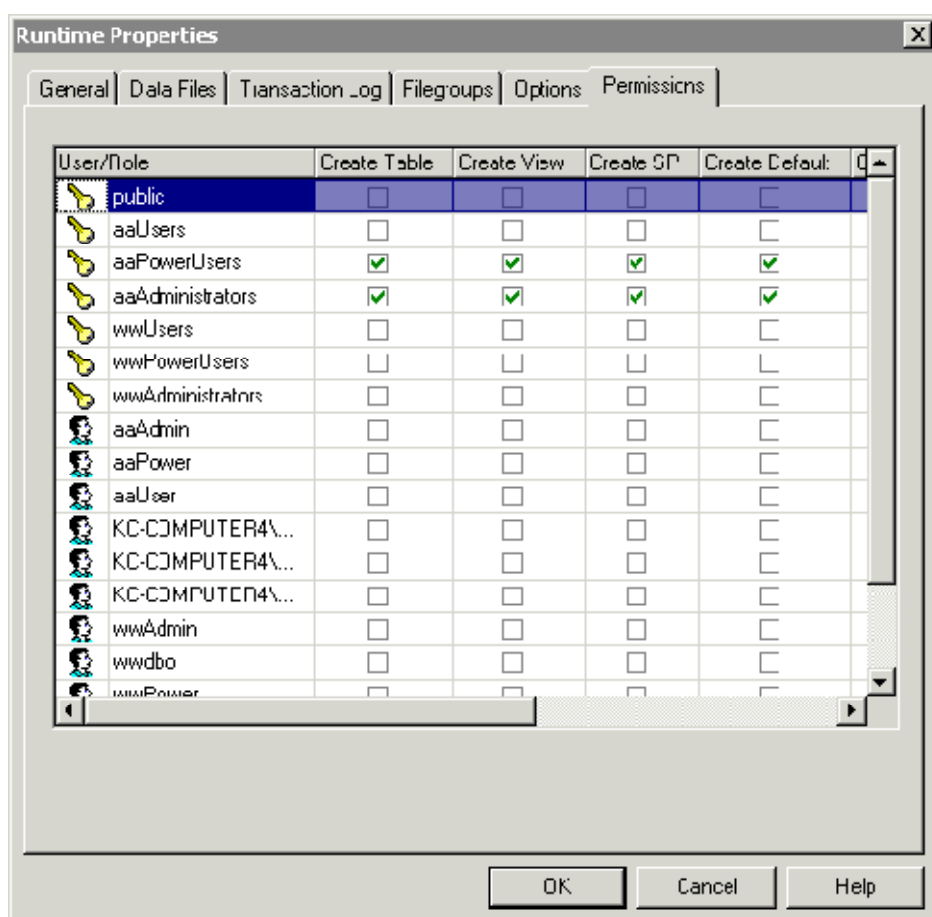 Runtime Properties
General Data Files Transaction Log Filegroups Options Permissions
User/Role Create Table Create View Create SP Create Default
public
aaUsers
aaPowerUsers
aaAdministrators
wwUsers
wwPowerUsers
wwAdministrators
aaAdmin
aaPower
aaUser
KC-COMPUTER4\...
KC-COMPUTER4\...
KC-COMPUTER4\...
wwAdmin
wwdbo
wwPower
OK Cancel Help